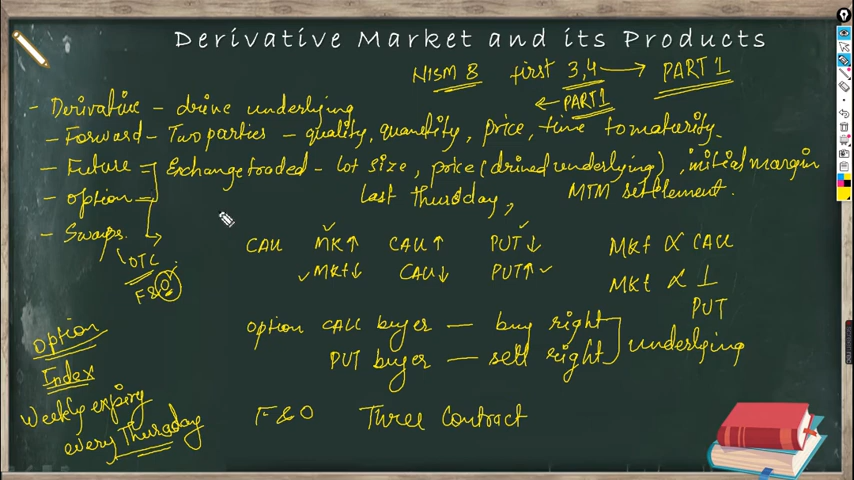 Derivative Market and its Products
NISM 8 first 3,4 → PART 1
← PART 1
- Derivative - drive underlying
- Forward - Two parties - quality, quantity, price, time to maturity.
- Future Exchange traded - lot size, price (drived underlying), initial margin
- option last thursday, MTM settlement.
- Swaps.
OTC
F&O
CALL MK↑ CALL↑ PUT↓ MKt ∝ CALL
MKt↓ CALL↓ PUT↑ MKt ∝ 1
PUT
option CALL buyer — buy right
PUT buyer — sell right underlying
F&O Three Contract
Option
Index
Weekly expiry
every Thursday